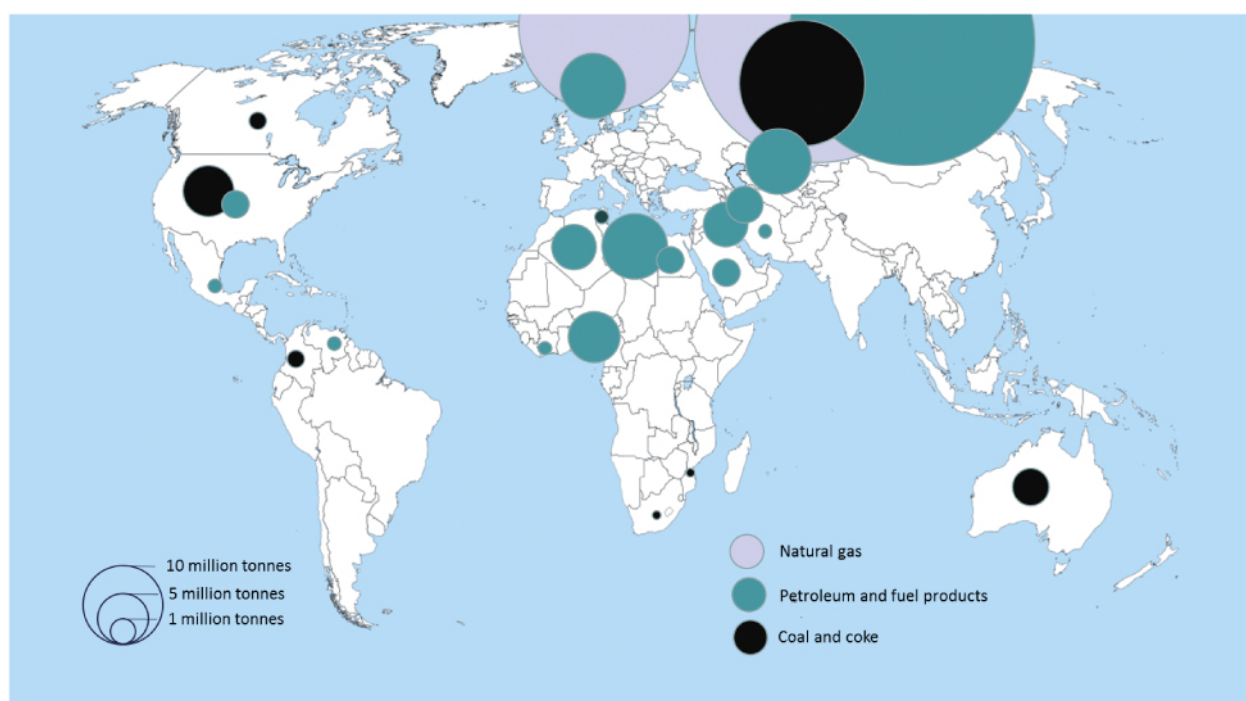 10 million tonnes
5 million tonnes
1 million tonnes
Natural gas
Petroleum and fuel products
Coal and coke